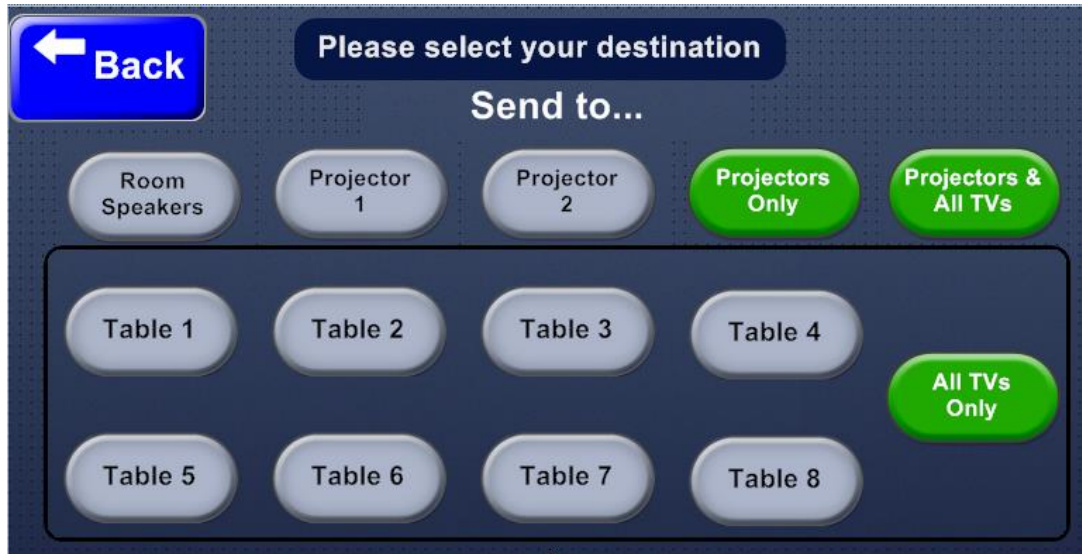 Back
Please select your destination
Send to...
Room
Speakers
Projector
1
Projector
2
Projectors
Only
Projectors &
All TVs
Table 1
Table 2
Table 3
Table 4
All TVs
Only
Table 5
Table 6
Table 7
Table 8